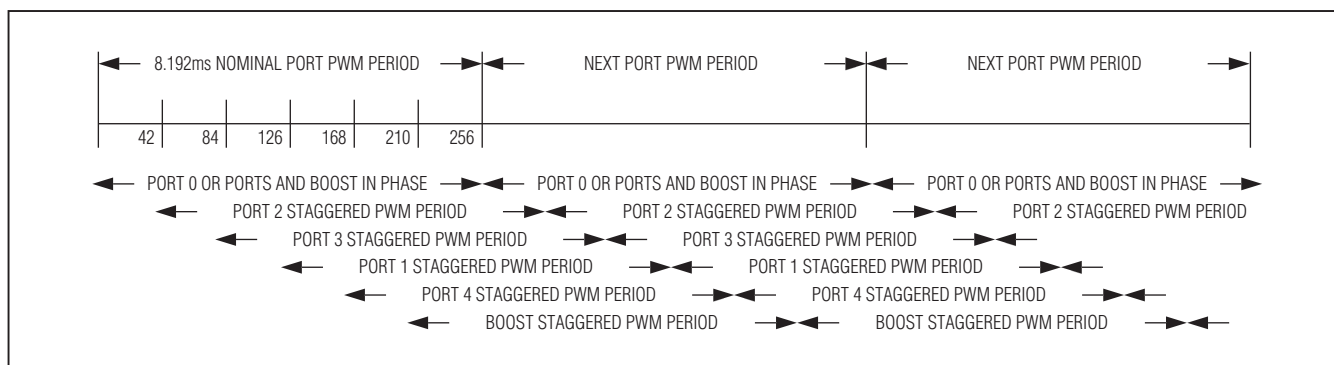 8.192ms NOMINAL PORT PWM PERIOD NEXT PORT PWM PERIOD NEXT PORT PWM PERIOD
42 84 126 168 210 256
PORT 0 OR PORTS AND BOOST IN PHASE PORT 0 OR PORTS AND BOOST IN PHASE PORT 0 OR PORTS AND BOOST IN PHASE
PORT 2 STAGGERED PWM PERIOD PORT 2 STAGGERED PWM PERIOD PORT 2 STAGGERED PWM PERIOD
PORT 3 STAGGERED PWM PERIOD PORT 3 STAGGERED PWM PERIOD
PORT 1 STAGGERED PWM PERIOD PORT 1 STAGGERED PWM PERIOD
PORT 4 STAGGERED PWM PERIOD PORT 4 STAGGERED PWM PERIOD
BOOST STAGGERED PWM PERIOD BOOST STAGGERED PWM PERIOD